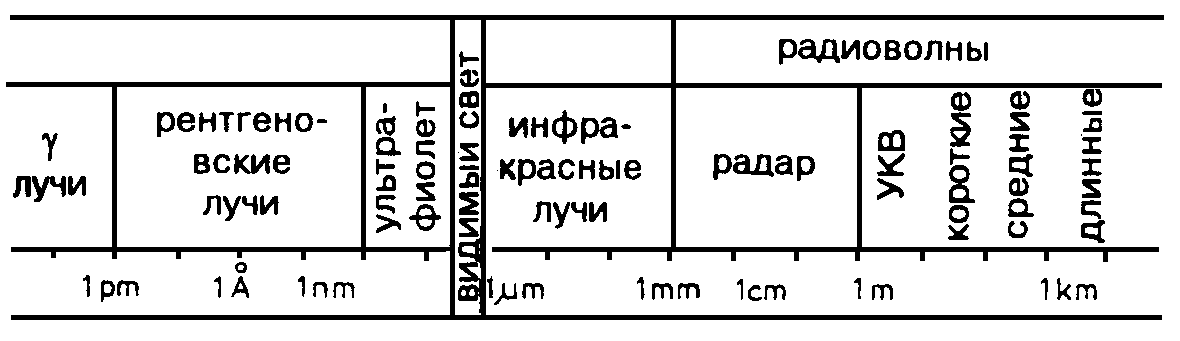 радиоволны
γ
лучи
рентгено-
вские
лучи
ультра-
фиолет
видимый свет
инфра-
красные
лучи
радар
УКВ
короткие
средние
длинные
1pm
1Å
1nm
1μm
1mm
1cm
1m
1km